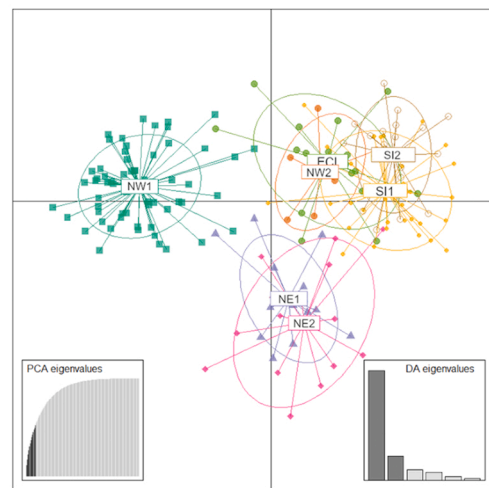 SI2
ECI
NW2
NW1
SI1
NE1
NE2
PCA eigenvalues
DA eigenvalues